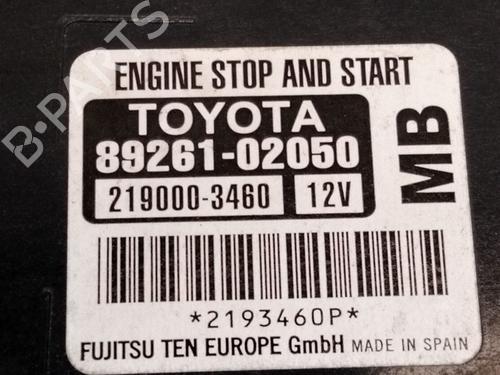 ENGINE STOP AND START
TOYOTA
89261-02050
219000-3460 12V
MB
*2193460P*
FUJITSU TEN EUROPE GmbH MADE IN SPAIN
B-PARTS